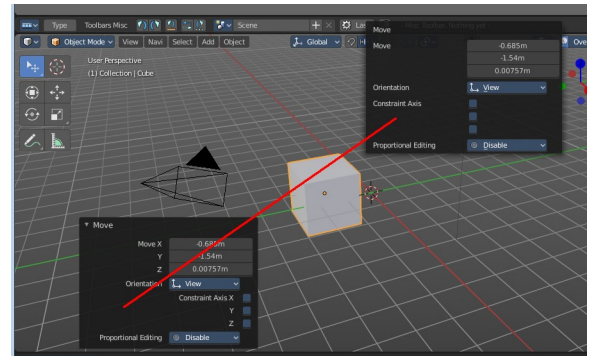 Type Toolbars Misc Scene
Object Mode View Navi Select Add Object Global Ove
User Perspective
(1) Collection | Cube
Move
Move -0.685m
-1.54m
0.00757m
Orientation View
Constraint Axis
Proportional Editing Disable
Move
Move X -0.685m
Y -1.54m
Z 0.00757m
Orientation View
Constraint Axis X
Y
Z
Proportional Editing Disable